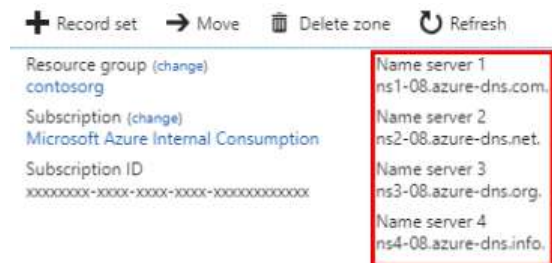 Record set Move Delete zone Refresh
Resource group (change)
contosorg
Subscription (change)
Microsoft Azure Internal Consumption
Subscription ID
xxxxxxxx-xxxx-xxxx-xxxx-xxxxxxxxxxxx
Name server 1
ns1-08.azure-dns.com.
Name server 2
ns2-08.azure-dns.net.
Name server 3
ns3-08.azure-dns.org.
Name server 4
ns4-08.azure-dns.info.